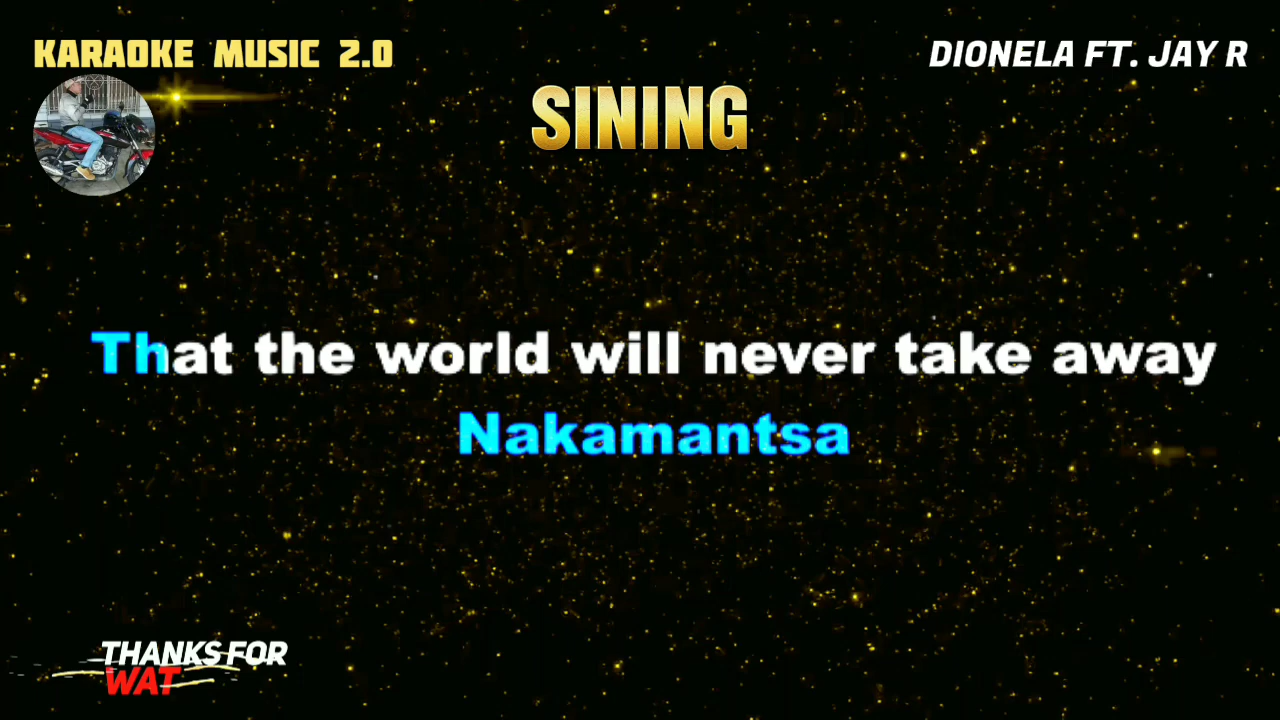 KARAOKE MUSIC 2.0
DIONELA FT. JAY R
SINING
That the world will never take away
Nakamantsa
THANKS FOR
WAT